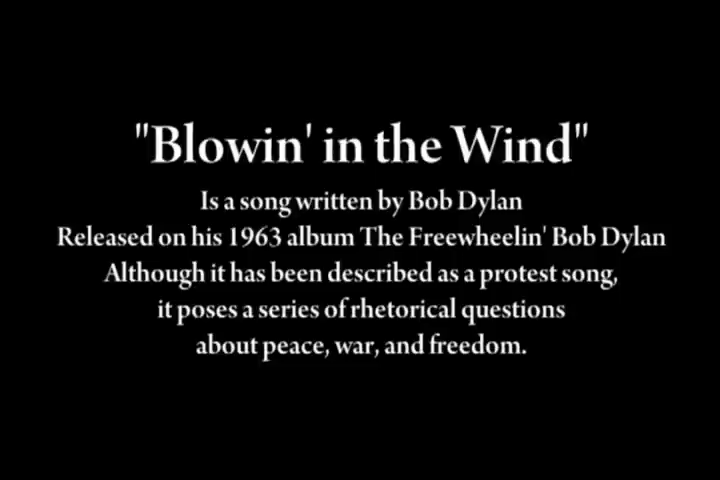 "Blowin' in the Wind"
Is a song written by Bob Dylan
Released on his 1963 album The Freewheelin' Bob Dylan
Although it has been described as a protest song,
it poses a series of rhetorical questions
about peace, war, and freedom.